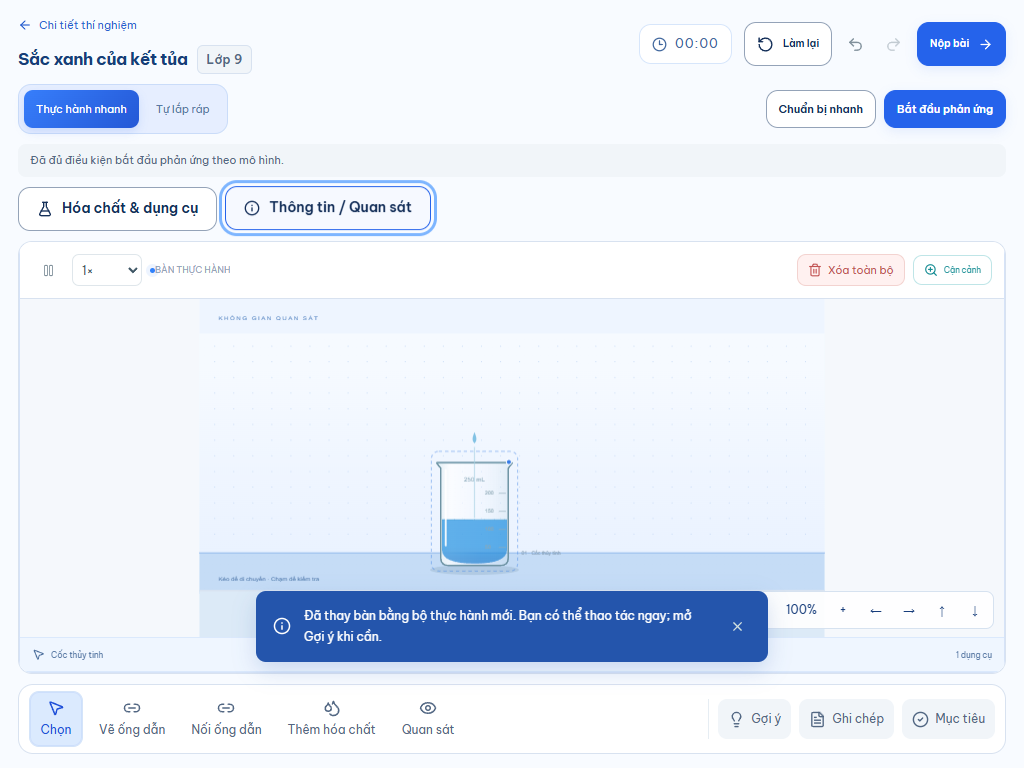 Chi tiết thí nghiệm
Sắc xanh của kết tủa
Lớp 9
00:00
Làm lại
Nộp bài
Thực hành nhanh
Tự lắp ráp
Chuẩn bị nhanh
Bắt đầu phản ứng
Đã đủ điều kiện bắt đầu phản ứng theo mô hình.
Hóa chất & dụng cụ
Thông tin / Quan sát
1×
BÀN THỰC HÀNH
Xóa toàn bộ
Cận cảnh
KHÔNG GIAN QUAN SÁT
250 mL
200
150
Cốc thủy tinh
Kéo để di chuyển · Chạm để kiểm tra
Đã thay bàn bằng bộ thực hành mới. Bạn có thể thao tác ngay; mở
Gợi ý khi cần.
100%
+
Cốc thủy tinh
1 dụng cụ
Chọn
Vẽ ống dẫn
Nối ống dẫn
Thêm hóa chất
Quan sát
Gợi ý
Ghi chép
Mục tiêu